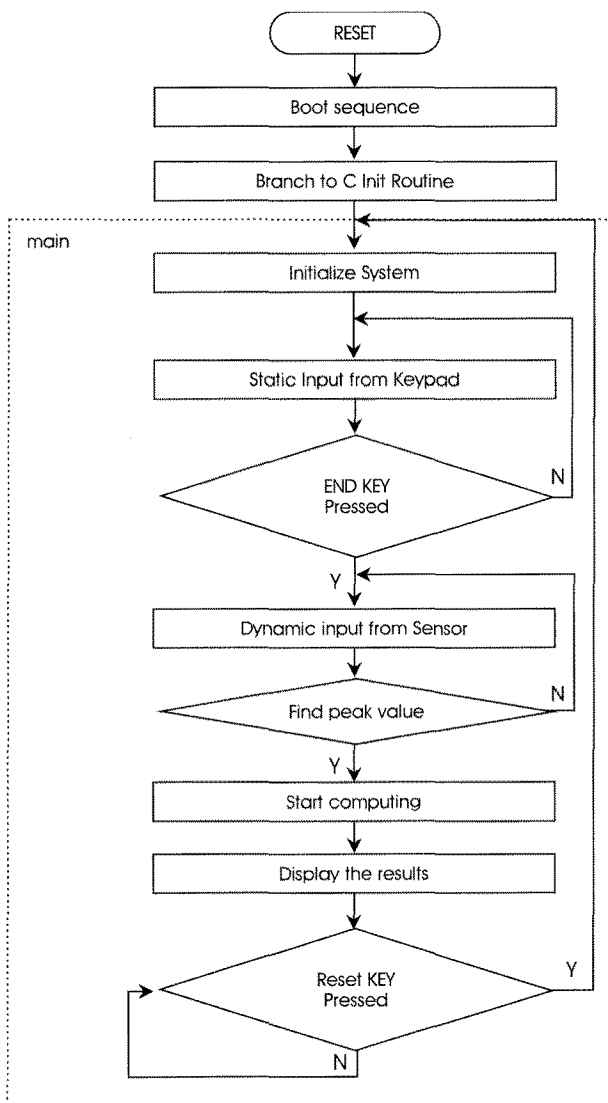 RESET
Boot sequence
Branch to C Init Routine
main
Initialize System
Static Input from Keypad
END KEY
Pressed
N
Y
Dynamic input from Sensor
Find peak value
N
Y
Start computing
Display the results
Reset KEY
Pressed
Y
N